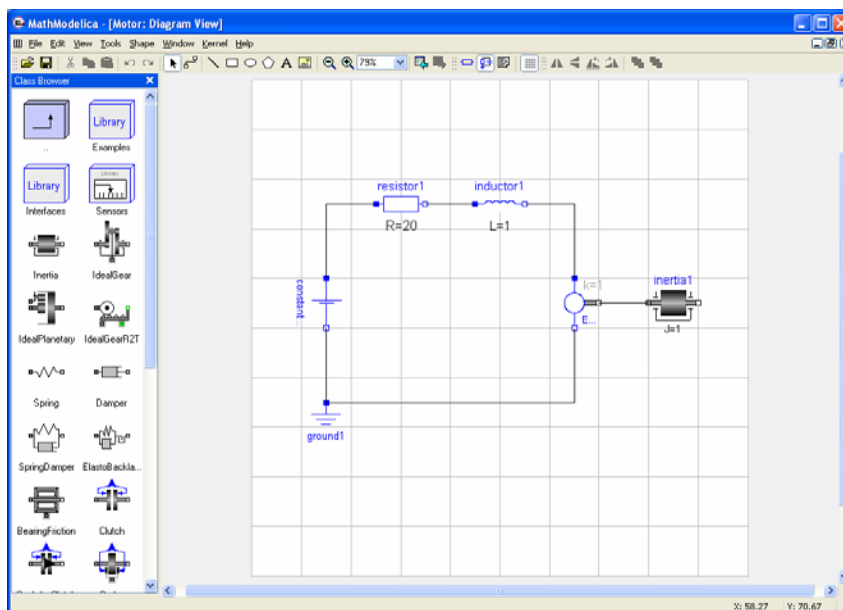 MathModelica - [Motor: Diagram View]
File Edit View Tools Shape Window Kernel Help
79%
Class Browser
..
Library
Examples
Library
Interfaces
Sensors
Inertia
IdealGear
IdealPlanetary
IdealGearR2T
Spring
Damper
SpringDamper
ElastoBackla...
BearingFriction
Clutch
resistor1
R=20
inductor1
L=1
constant
k=1
E...
inertia1
J=1
ground1
X: 58.27 Y: 70.67